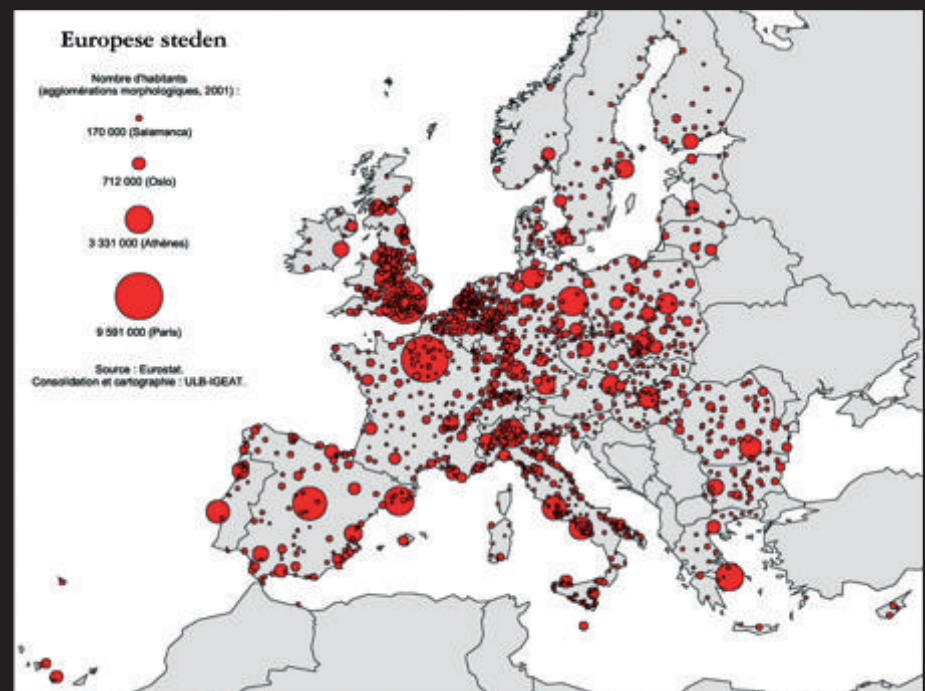 Europese steden
Nombre d'habitants
(agglomérations morphologiques, 2001) :
170 000 (Salamanca)
712 000 (Oslo)
3 331 000 (Athènes)
9 591 000 (Paris)
Source : Eurostat.
Consolidation et cartographie : ULB-IGEAT.